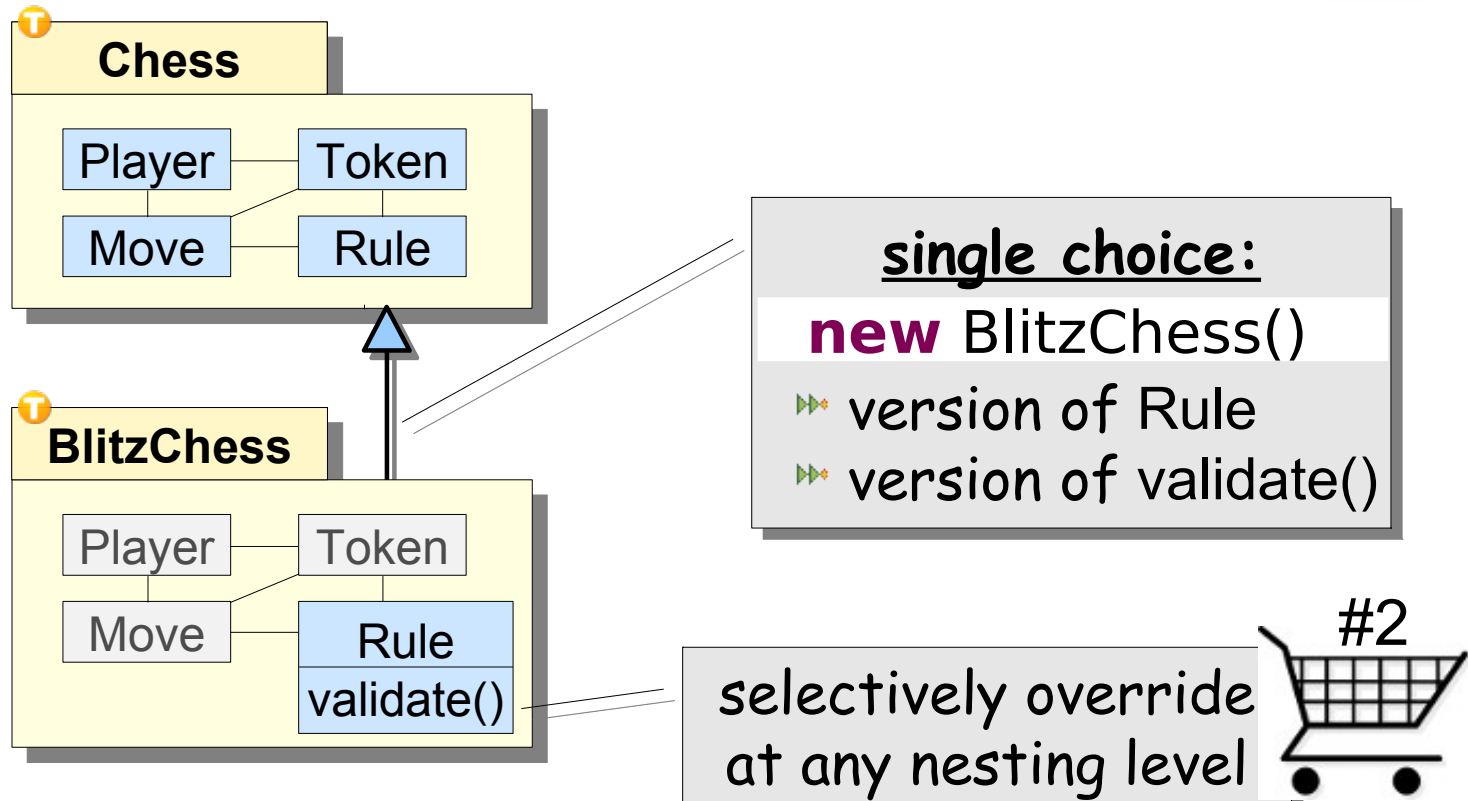 T
Chess
Player Token
Move Rule
T
BlitzChess
Player Token
Move Rule
validate()
single choice:
new BlitzChess()
version of Rule
version of validate()
#2
selectively override
at any nesting level